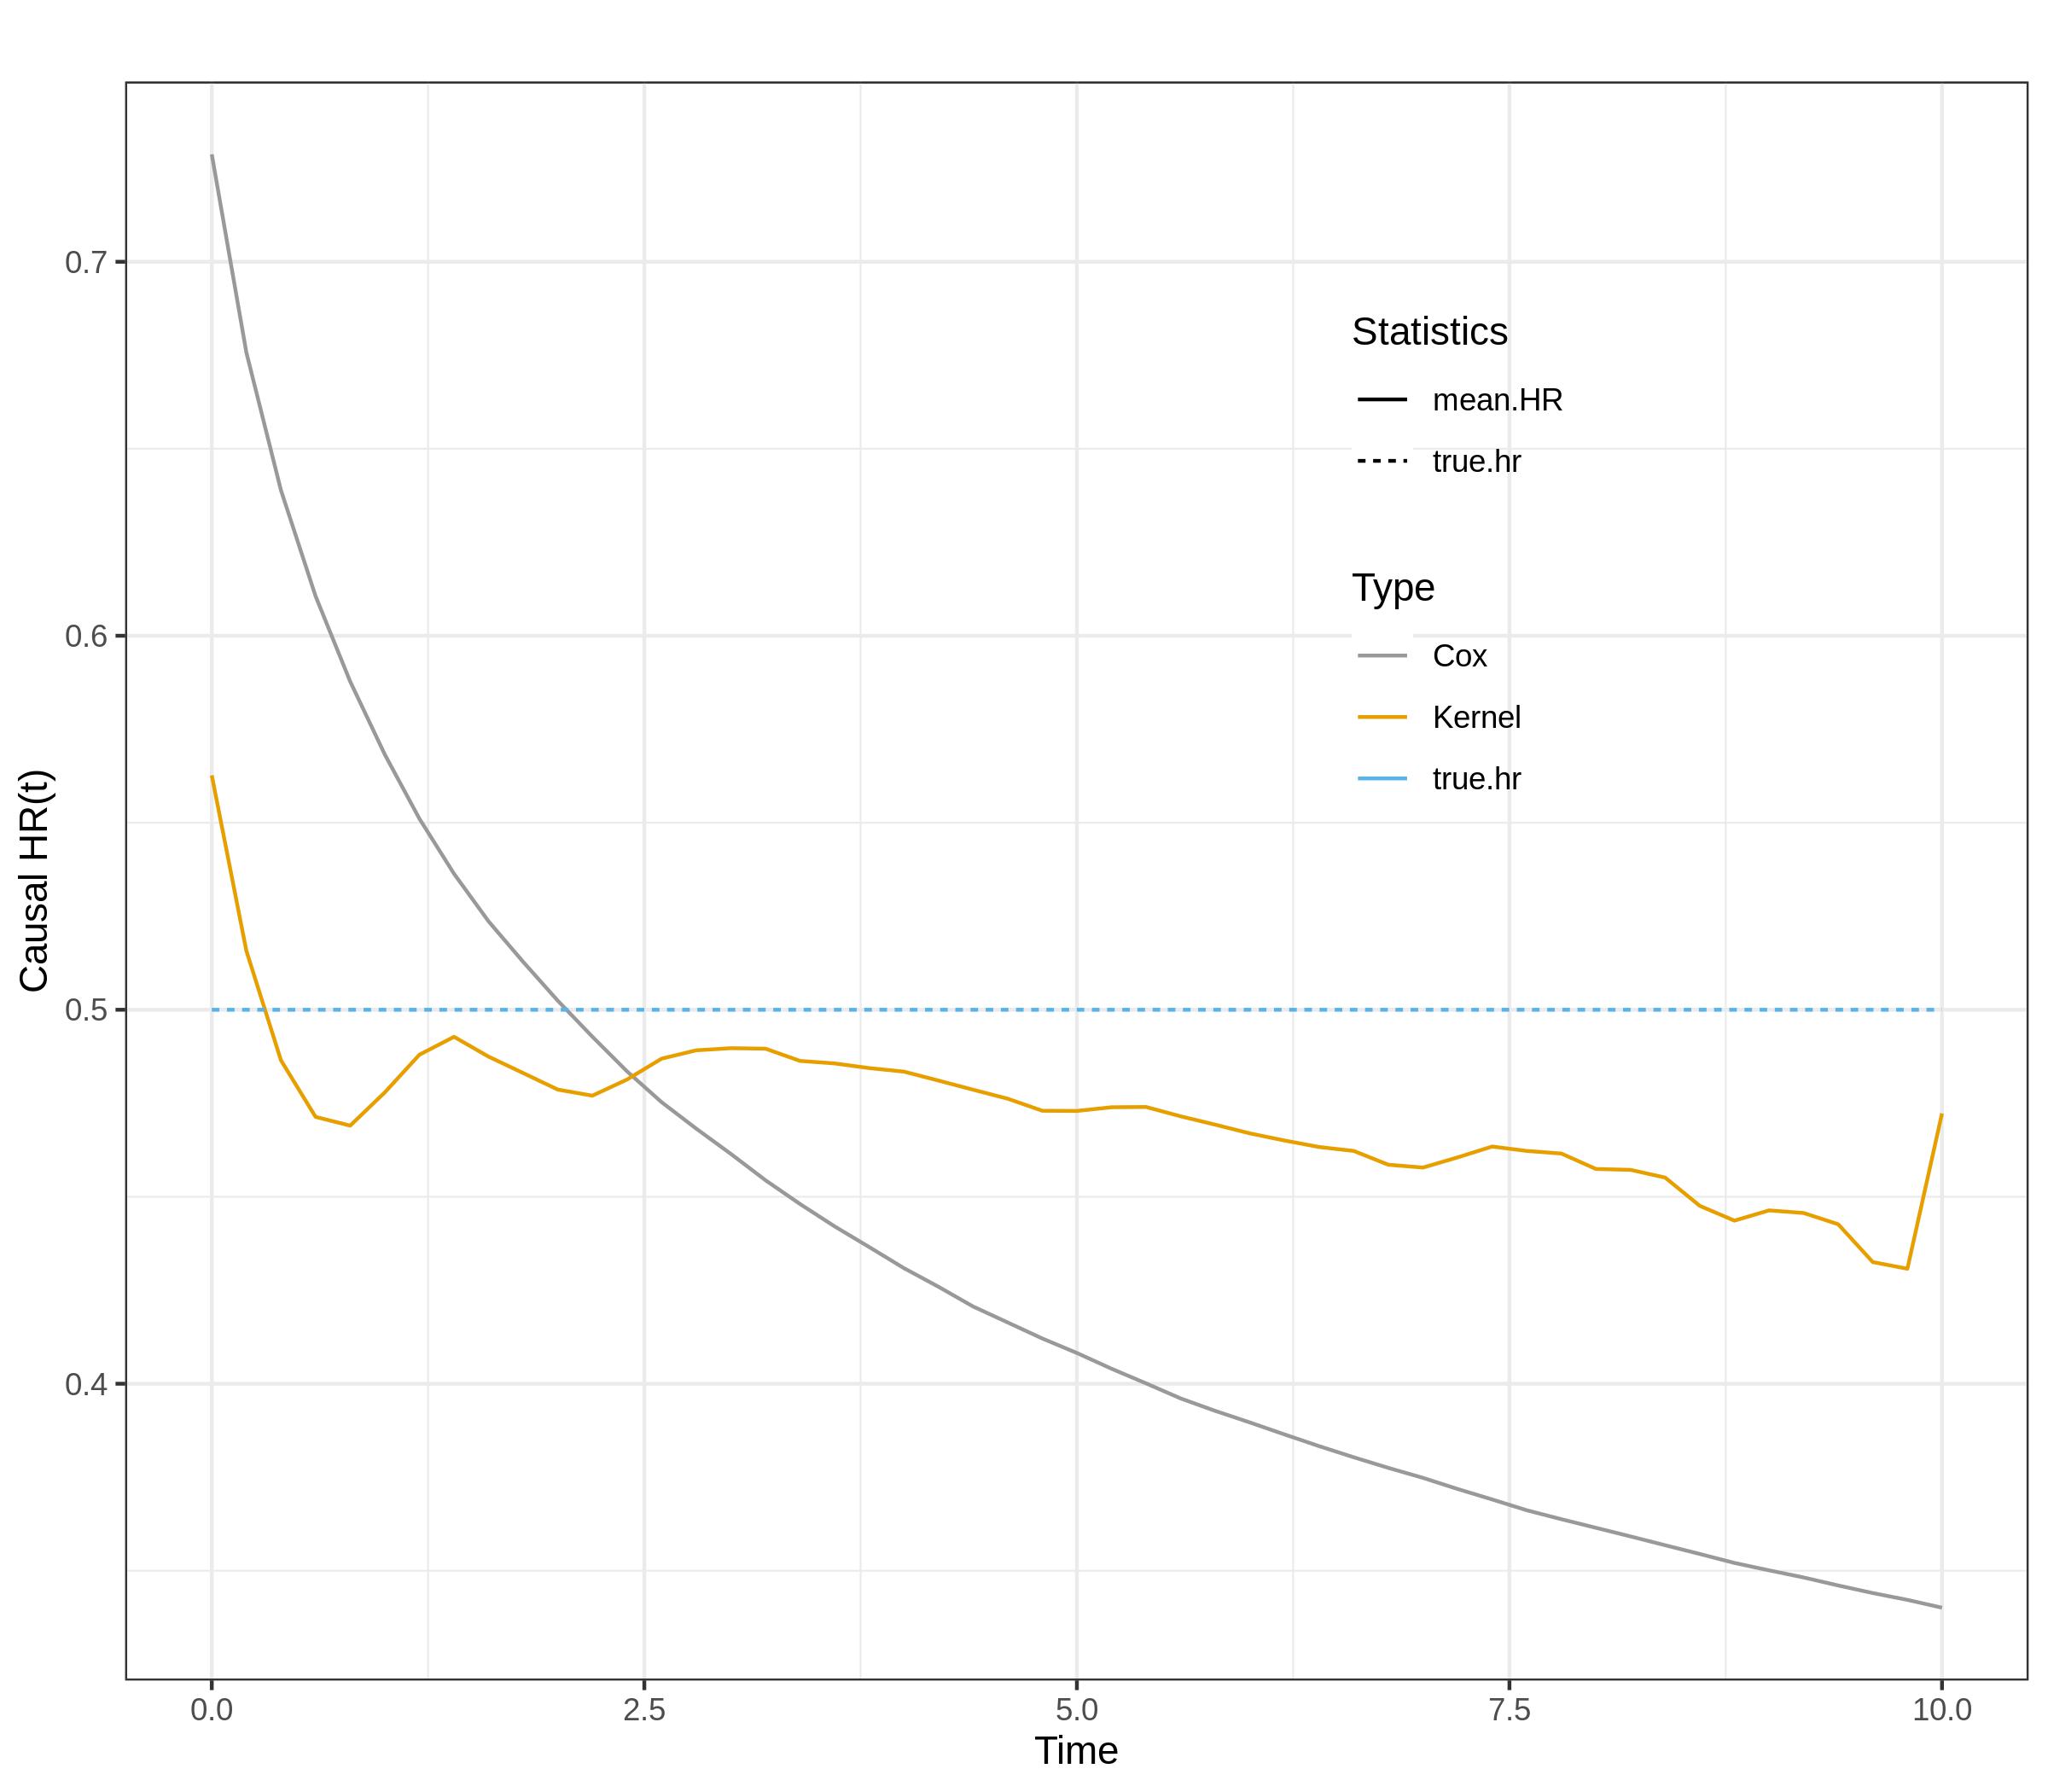 Causal HR(t)
0.7
0.6
0.5
0.4
Statistics
mean.HR
true.hr
Type
Cox
Kernel
true.hr
0.0 2.5 5.0 7.5 10.0
Time